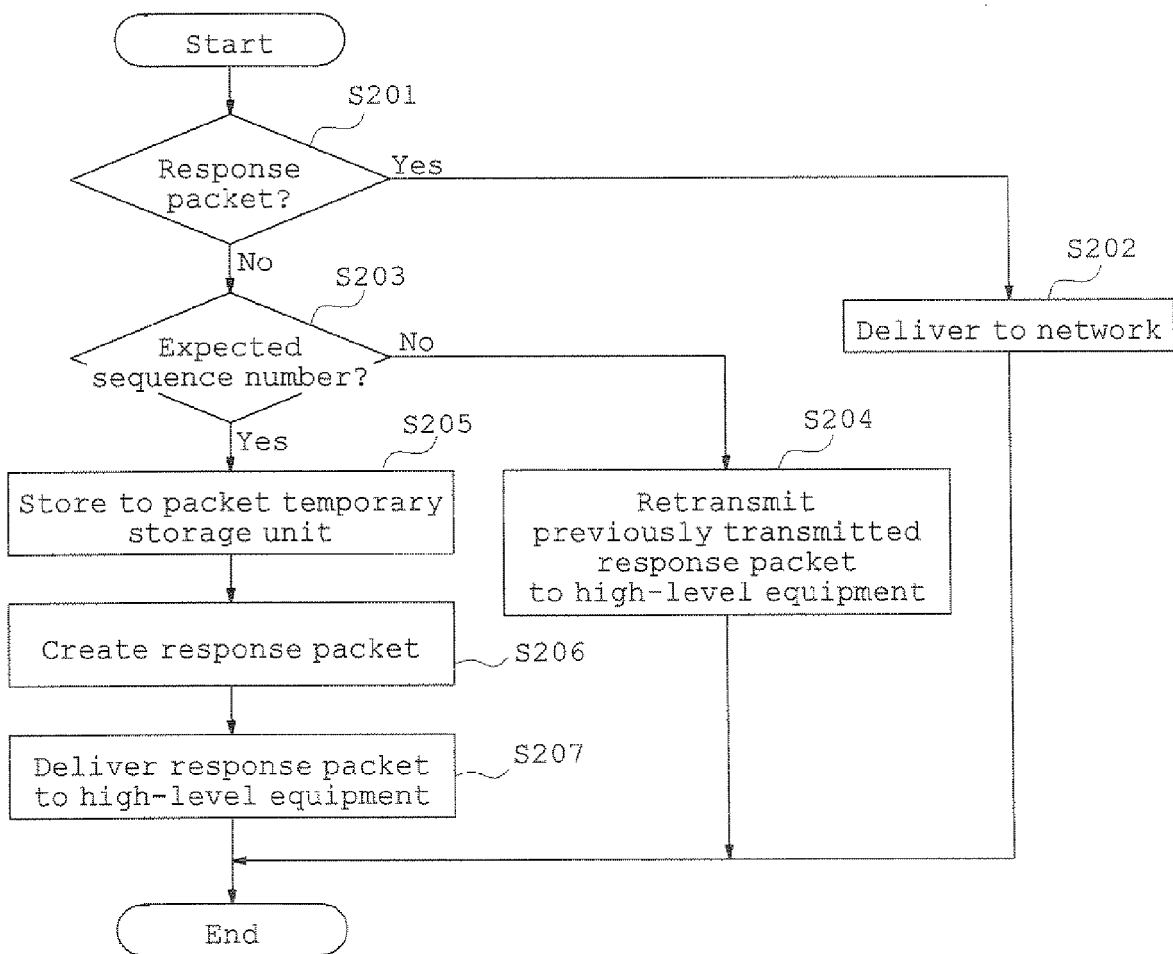 Start
S201
Response
packet?
Yes
No
S203
S202
Deliver to network
Expected
sequence number?
No
Yes
S205
S204
Store to packet temporary
storage unit
Retransmit
previously transmitted
response packet
to high-level equipment
Create response packet
S206
Deliver response packet
to high-level equipment
S207
End